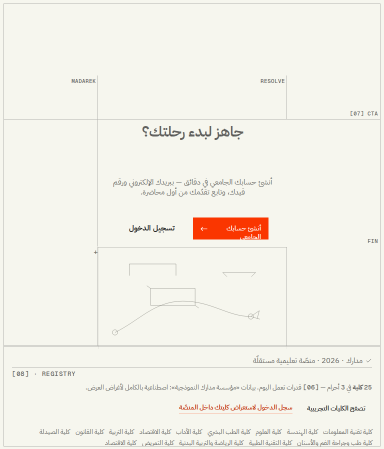 MADAREK
RESOLVE
[07] CTA
جاهز لبدء رحلتك؟
أنشئ حسابك الجامعي في دقائق — ببريدك الإلكتروني ورقم
قيدك، وتابع تقدّمك من أول محاضرة.
أنشئ حسابك الجامعي ←
تسجيل الدخول
FIN
✓ مدارك · 2026 · منصّة تعليمية مستقلّة
[08] · REGISTRY
25 كلية في 3 أحرام — [06] قدرات تعمل اليوم. بيانات «مؤسسة مدارك النموذجية» اصطناعية بالكامل لأغراض العرض.
تصفح الكليات التجريبية
سجل الدخول لاستعراض كليتك داخل المنصّة
كلية تقنية المعلومات كلية الهندسة كلية العلوم كلية الطب البشري كلية الآداب كلية الاقتصاد كلية التربية كلية القانون كلية الصيدلة
كلية طب وجراحة الفم والأسنان كلية التقنية الطبية كلية الرياضة والتربية البدنية كلية التمريض كلية الاقتصاد